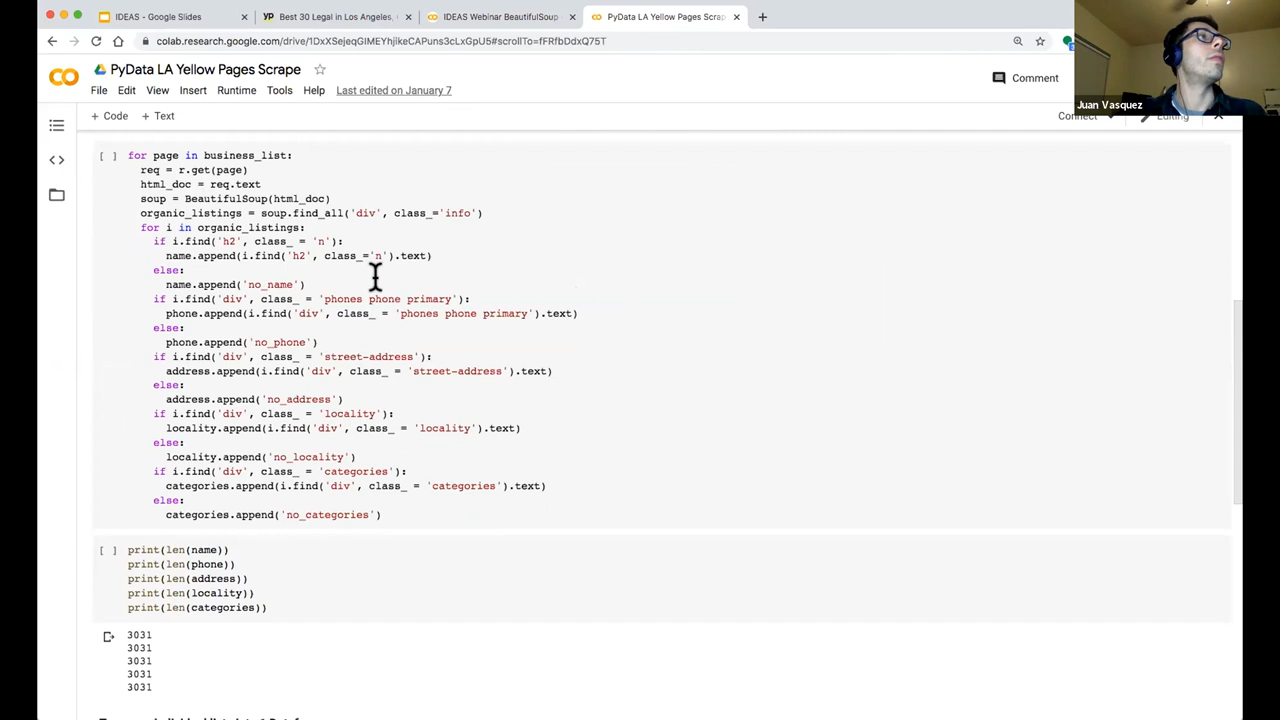 IDEAS - Google Slides
Best 30 Legal in Los Angeles,
IDEAS Webinar BeautifulSoup
PyData LA Yellow Pages Scrap
colab.research.google.com/drive/1DxXSejeqGIMEYhjikeCAPuns3cLxGpU5#scrollTo=fFRfbDdxQ75T
Juan Vasquez
PyData LA Yellow Pages Scrape
File Edit View Insert Runtime Tools Help Last edited on January 7
Comment
+ Code + Text
Connect Editing
[ ] for page in business_list:
req = r.get(page)
html_doc = req.text
soup = BeautifulSoup(html_doc)
organic_listings = soup.find_all('div', class_='info')
for i in organic_listings:
if i.find('h2', class_ = 'n'):
name.append(i.find('h2', class_='n').text)
else:
name.append('no_name')
if i.find('div', class_ = 'phones phone primary'):
phone.append(i.find('div', class_ = 'phones phone primary').text)
else:
phone.append('no_phone')
if i.find('div', class_ = 'street-address'):
address.append(i.find('div', class_ = 'street-address').text)
else:
address.append('no_address')
if i.find('div', class_ = 'locality'):
locality.append(i.find('div', class_ = 'locality').text)
else:
locality.append('no_locality')
if i.find('div', class_ = 'categories'):
categories.append(i.find('div', class_ = 'categories').text)
else:
categories.append('no_categories')
[ ] print(len(name))
print(len(phone))
print(len(address))
print(len(locality))
print(len(categories))
3031
3031
3031
3031
3031